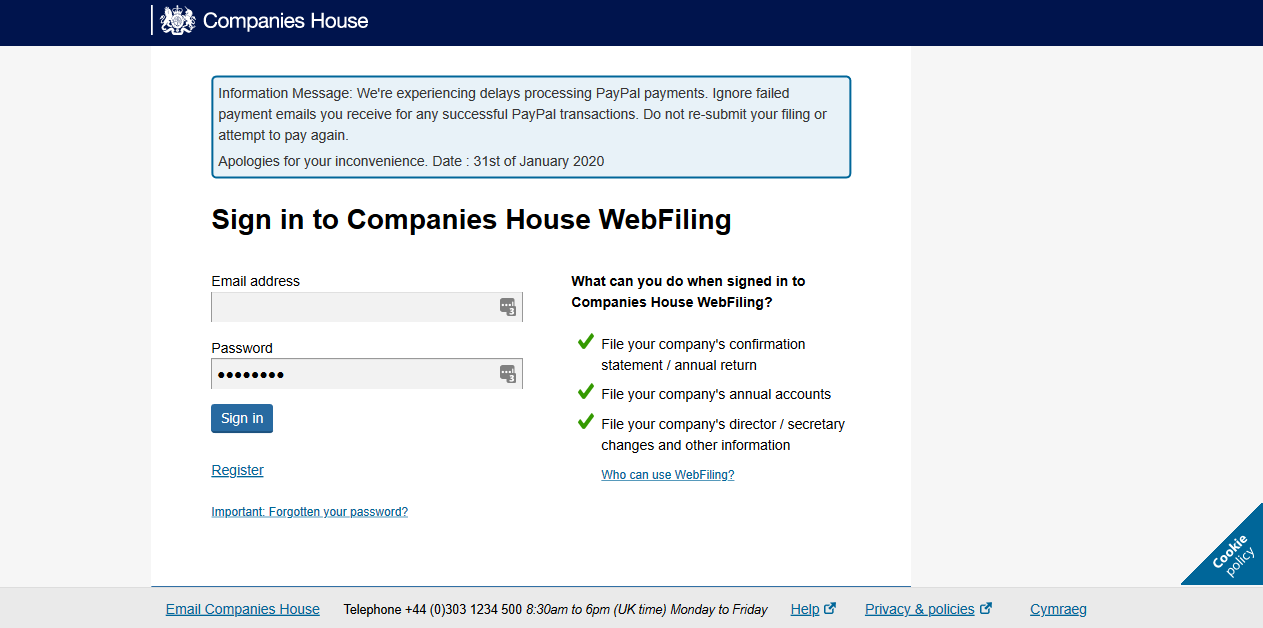 Companies House
Information Message: We're experiencing delays processing PayPal payments. Ignore failed
payment emails you receive for any successful PayPal transactions. Do not re-submit your filing or
attempt to pay again.
Apologies for your inconvenience. Date : 31st of January 2020
Sign in to Companies House WebFiling
Email address
3
Password
••••••••
3
Sign in
Register
Important: Forgotten your password?
What can you do when signed in to
Companies House WebFiling?
File your company's confirmation
statement / annual return
File your company's annual accounts
File your company's director / secretary
changes and other information
Who can use WebFiling?
Cookie
policy
Email Companies House Telephone +44 (0)303 1234 500 8:30am to 6pm (UK time) Monday to Friday Help Privacy & policies Cymraeg